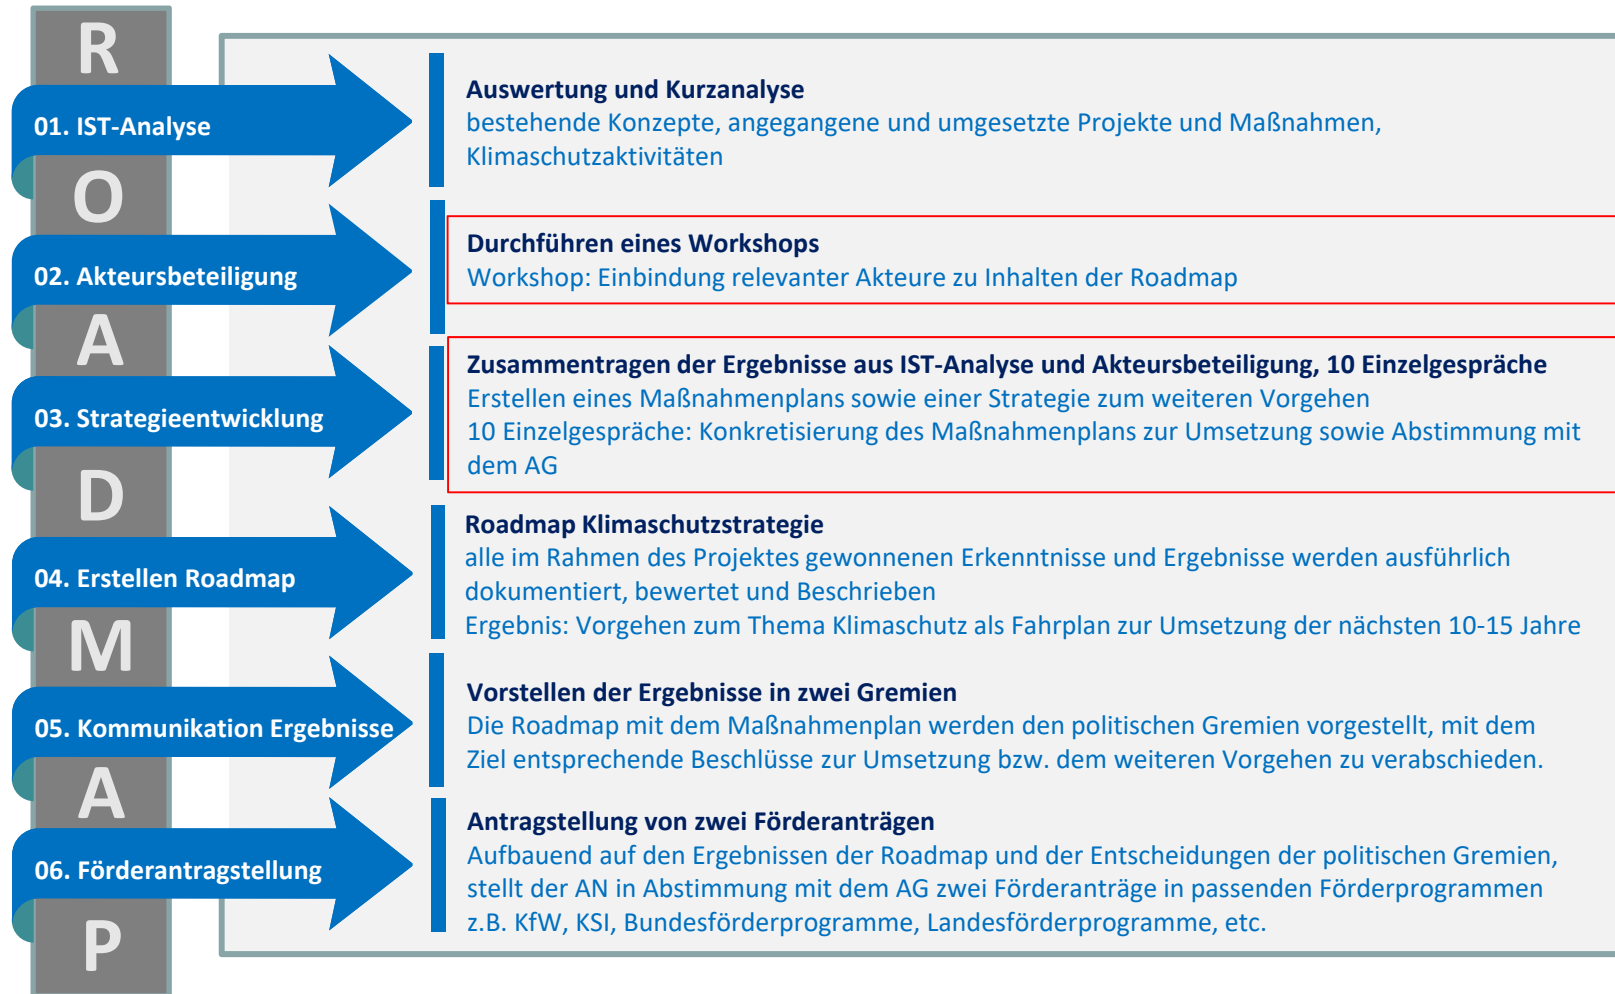 R
O
A
D
M
A
P
01. IST-Analyse
Auswertung und Kurzanalyse
bestehende Konzepte, angegangene und umgesetzte Projekte und Maßnahmen,
Klimaschutzaktivitäten
02. Akteursbeteiligung
Durchführen eines Workshops
Workshop: Einbindung relevanter Akteure zu Inhalten der Roadmap
03. Strategieentwicklung
Zusammentragen der Ergebnisse aus IST-Analyse und Akteursbeteiligung, 10 Einzelgespräche
Erstellen eines Maßnahmenplans sowie einer Strategie zum weiteren Vorgehen
10 Einzelgespräche: Konkretisierung des Maßnahmenplans zur Umsetzung sowie Abstimmung mit
dem AG
04. Erstellen Roadmap
Roadmap Klimaschutzstrategie
alle im Rahmen des Projektes gewonnenen Erkenntnisse und Ergebnisse werden ausführlich
dokumentiert, bewertet und Beschrieben
Ergebnis: Vorgehen zum Thema Klimaschutz als Fahrplan zur Umsetzung der nächsten 10-15 Jahre
05. Kommunikation Ergebnisse
Vorstellen der Ergebnisse in zwei Gremien
Die Roadmap mit dem Maßnahmenplan werden den politischen Gremien vorgestellt, mit dem
Ziel entsprechende Beschlüsse zur Umsetzung bzw. dem weiteren Vorgehen zu verabschieden.
06. Förderantragstellung
Antragstellung von zwei Förderanträgen
Aufbauend auf den Ergebnissen der Roadmap und der Entscheidungen der politischen Gremien,
stellt der AN in Abstimmung mit dem AG zwei Förderanträge in passenden Förderprogrammen
z.B. KfW, KSI, Bundesförderprogramme, Landesförderprogramme, etc.